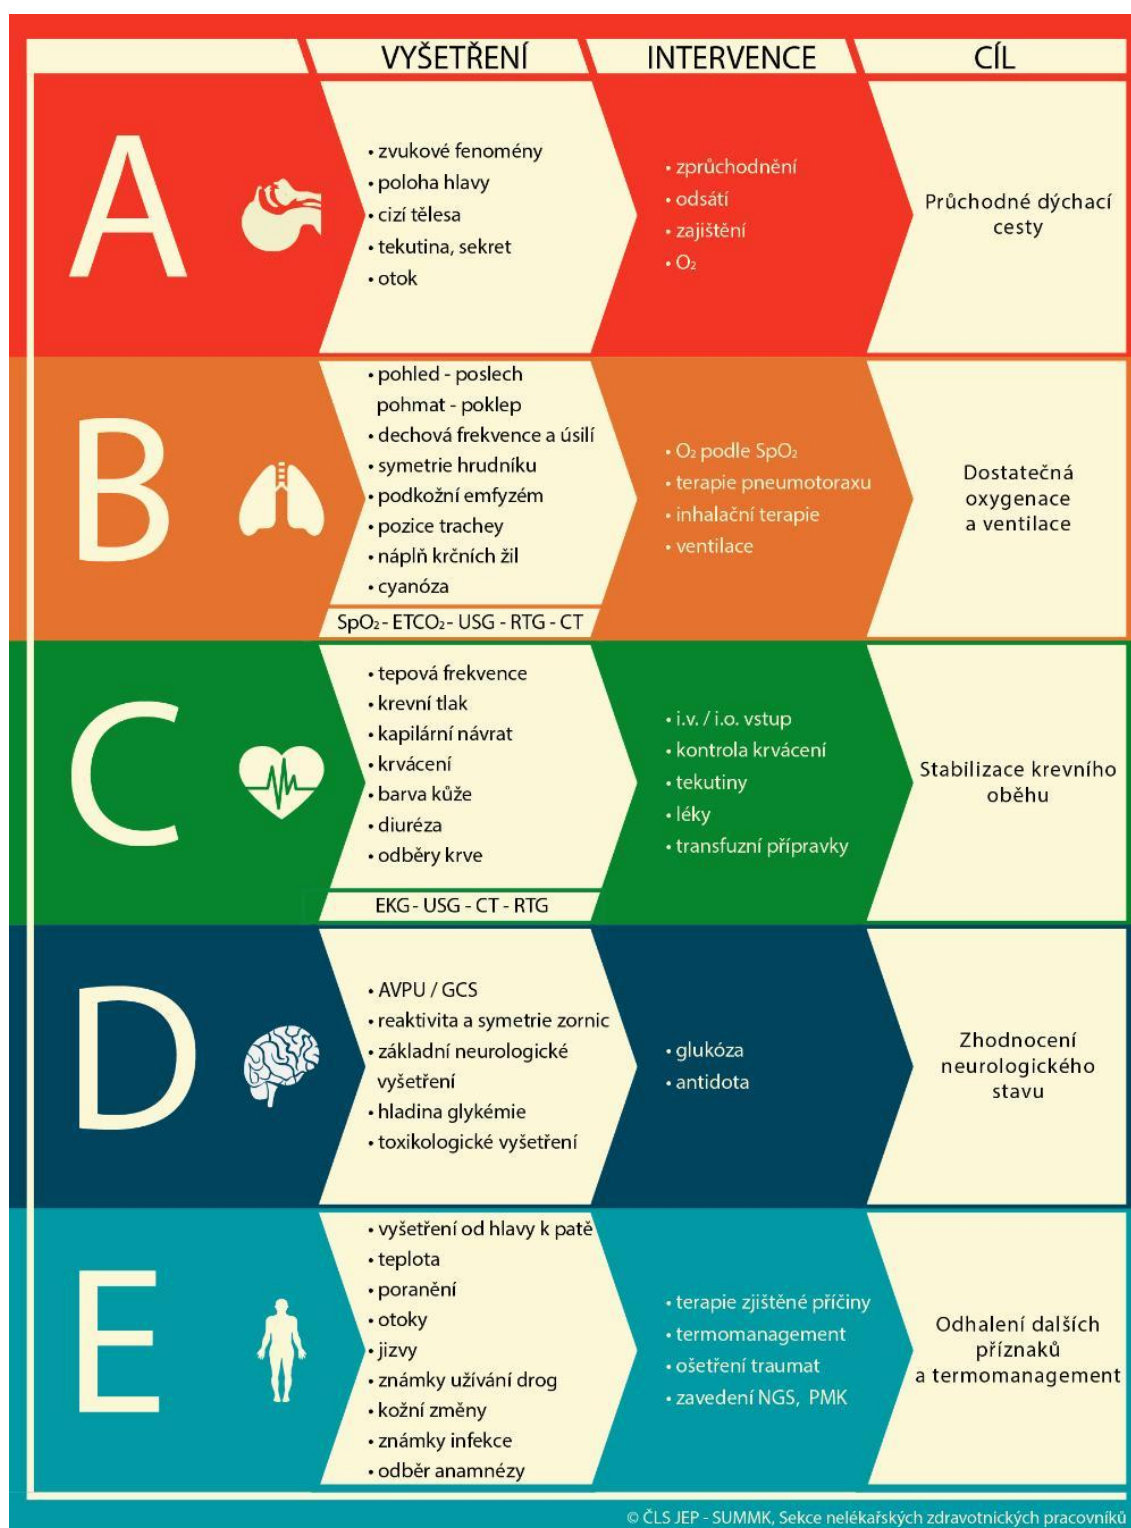 VYŠETŘENÍ
INTERVENCE
CÍL
A
• zvukové fenomény
• poloha hlavy
• cizí tělesa
• tekutina, sekret
• otok
• zprůchodnění
• odsátí
• zajištění
• O₂
Průchodné dýchací
cesty
B
• pohled - poslech
pohmat - poklep
• dechová frekvence a úsilí
• symetrie hrudníku
• podkožní emfyzém
• pozice trachey
• náplň krčních žil
• cyanóza
SpO₂ - ETCO₂ - USG - RTG - CT
• O₂ podle SpO₂
• terapie pneumotoraxu
• inhalační terapie
• ventilace
Dostatečná
oxygenace
a ventilace
C
• tepová frekvence
• krevní tlak
• kapilární návrat
• krvácení
• barva kůže
• diuréza
• odběry krve
EKG - USG - CT - RTG
• i.v. / i.o. vstup
• kontrola krvácení
• tekutiny
• léky
• transfuzní přípravky
Stabilizace krevního
oběhu
D
• AVPU / GCS
• reaktivita a symetrie zornic
• základní neurologické
vyšetření
• hladina glykémie
• toxikologické vyšetření
• glukóza
• antidota
Zhodnocení
neurologického
stavu
E
• vyšetření od hlavy k patě
• teplota
• poranění
• otoky
• jizvy
• známky užívání drog
• kožní změny
• známky infekce
• odběr anamnézy
• terapie zjištěné příčiny
• termomanagement
• ošetření traumat
• zavedení NGS, PMK
Odhalení dalších
příznaků
a termomanagement
© ČLS JEP - SUMMK, Sekce nelékařských zdravotnických pracovníků